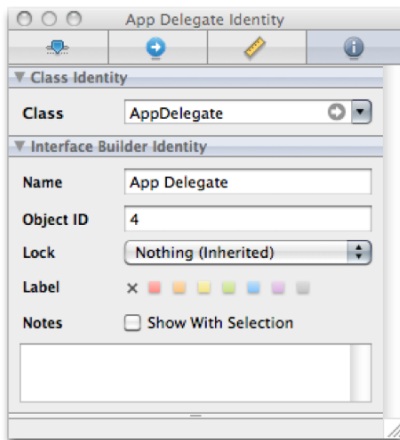 App Delegate Identity
Class Identity
Class AppDelegate
Interface Builder Identity
Name App Delegate
Object ID 4
Lock Nothing (Inherited)
Label
Notes Show With Selection